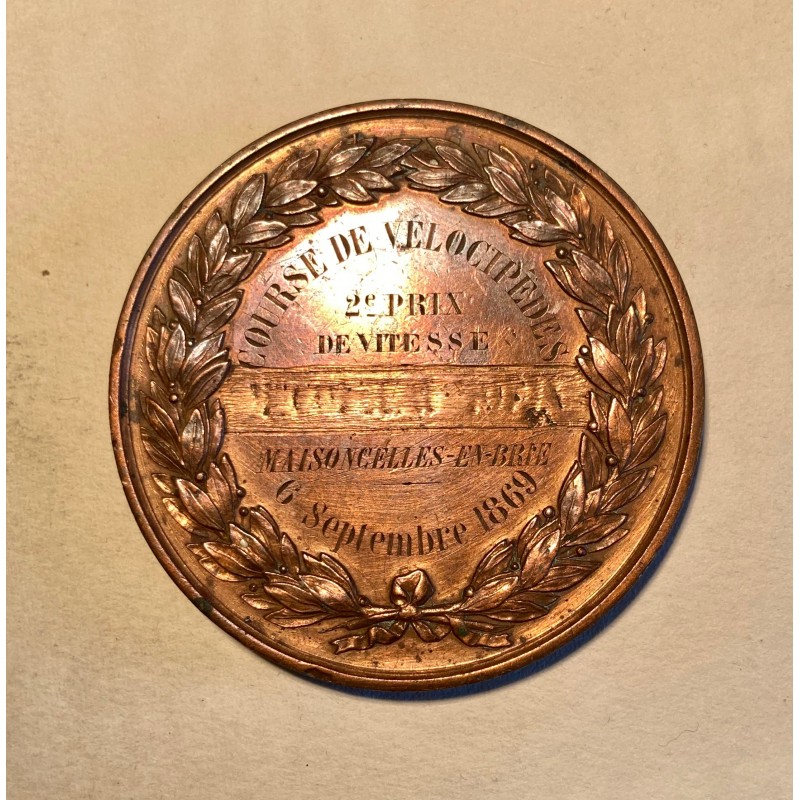 COURSE DE VÉLOCIPÈDES
2e PRIX
DE VITESSE
MAISONCELLES-EN-BRIE
6 Septembre 1869